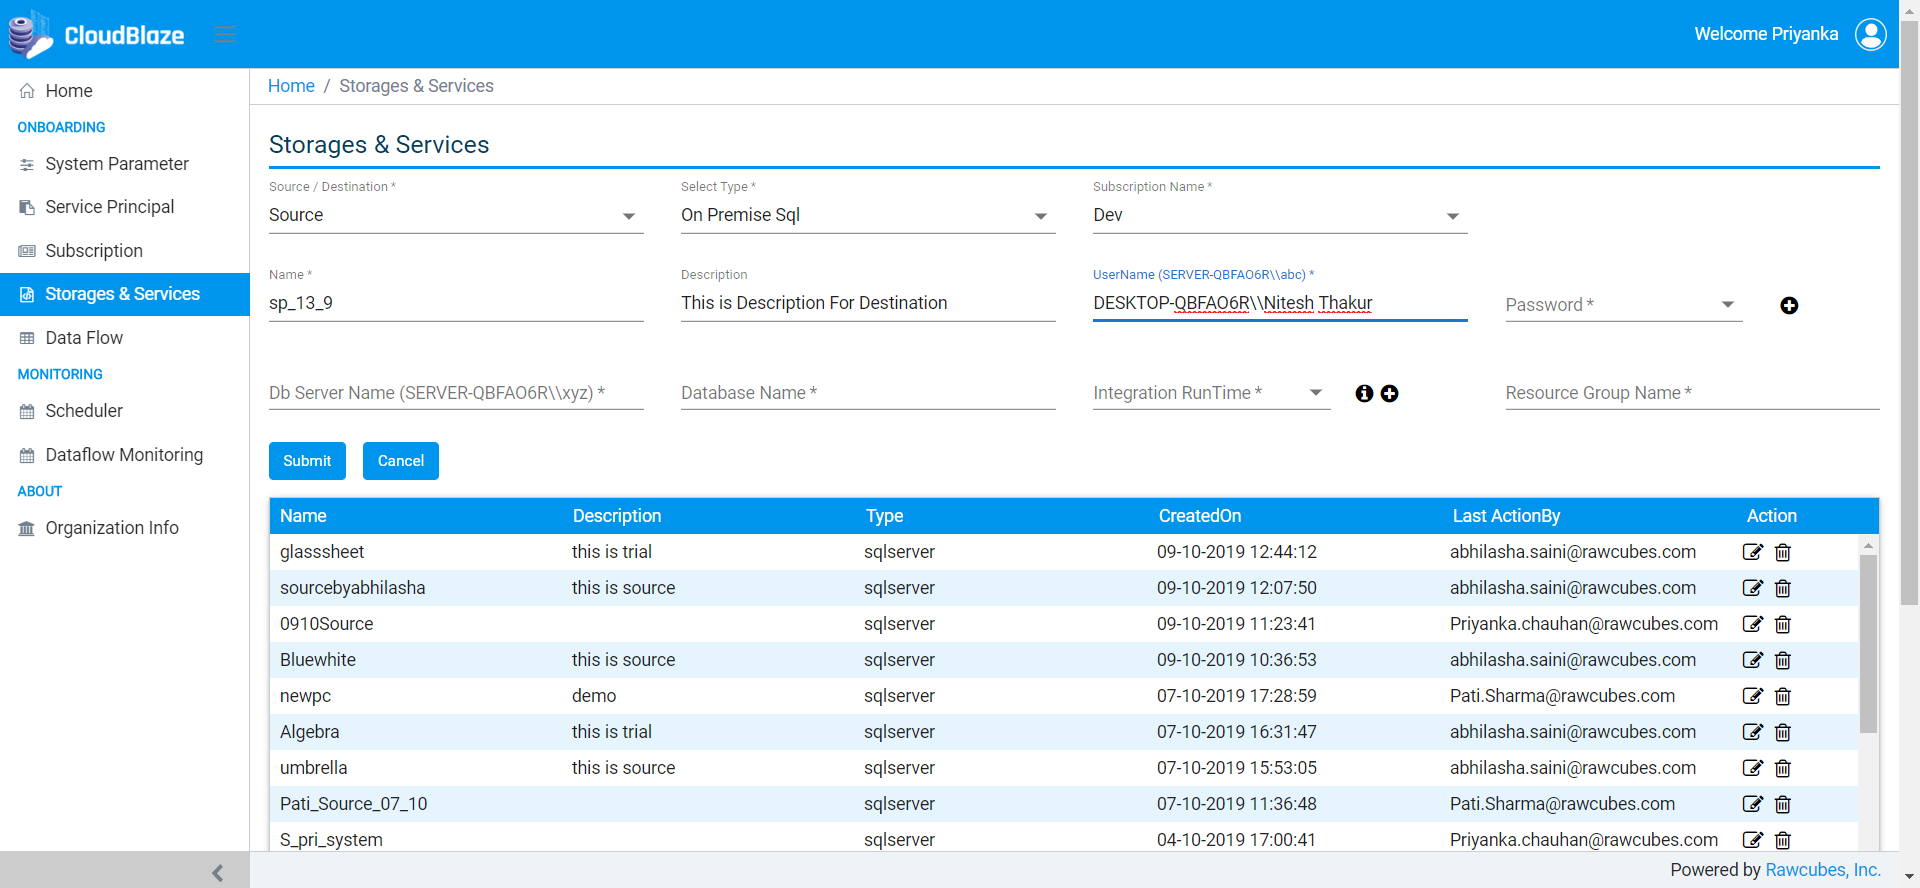 CloudBlaze
Welcome Priyanka
Home
ONBOARDING
System Parameter
Service Principal
Subscription
Storages & Services
Data Flow
MONITORING
Scheduler
Dataflow Monitoring
ABOUT
Organization Info
Home / Storages & Services
Storages & Services
Source / Destination * Select Type * Subscription Name *
Source On Premise Sql Dev
Name * Description UserName (SERVER-QBFAO6R\\abc) *
sp_13_9 This is Description For Destination DESKTOP-QBFAO6R\\Nitesh Thakur Password *
Db Server Name (SERVER-QBFAO6R\\xyz) * Database Name * Integration RunTime * Resource Group Name *
Submit Cancel
Name Description Type CreatedOn Last ActionBy Action
glasssheet this is trial sqlserver 09-10-2019 12:44:12 abhilasha.saini@rawcubes.com
sourcebyabhilasha this is source sqlserver 09-10-2019 12:07:50 abhilasha.saini@rawcubes.com
0910Source sqlserver 09-10-2019 11:23:41 Priyanka.chauhan@rawcubes.com
Bluewhite this is source sqlserver 09-10-2019 10:36:53 abhilasha.saini@rawcubes.com
newpc demo sqlserver 07-10-2019 17:28:59 Pati.Sharma@rawcubes.com
Algebra this is trial sqlserver 07-10-2019 16:31:47 abhilasha.saini@rawcubes.com
umbrella this is source sqlserver 07-10-2019 15:53:05 abhilasha.saini@rawcubes.com
Pati_Source_07_10 sqlserver 07-10-2019 11:36:48 Pati.Sharma@rawcubes.com
S_pri_system sqlserver 04-10-2019 17:00:41 Priyanka.chauhan@rawcubes.com
Powered by Rawcubes, Inc.